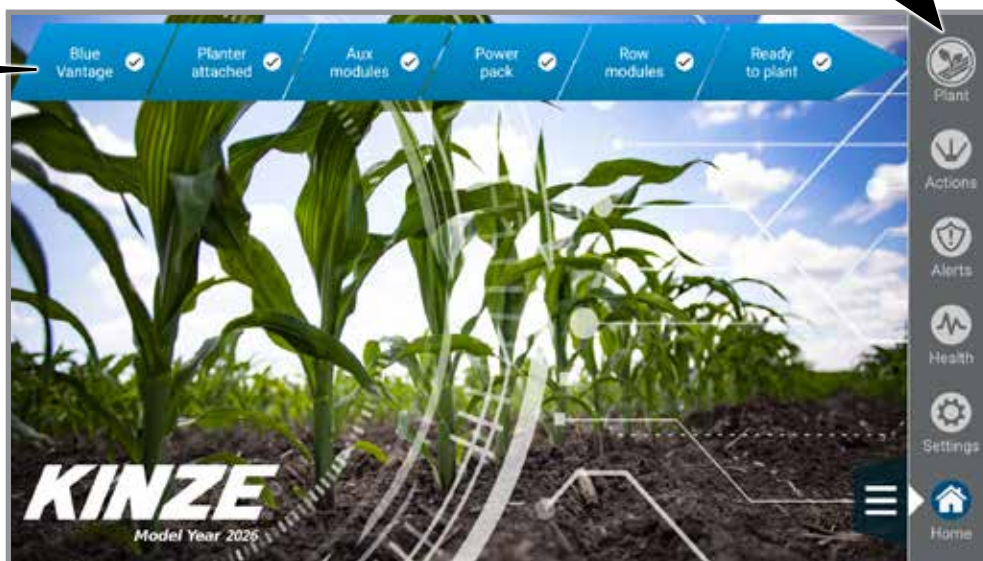 Blue
Vantage
Planter
attached
Aux
modules
Power
pack
Row
modules
Ready
to plant
Plant
Actions
Alerts
Health
Settings
Home
KINZE
Model Year 2026